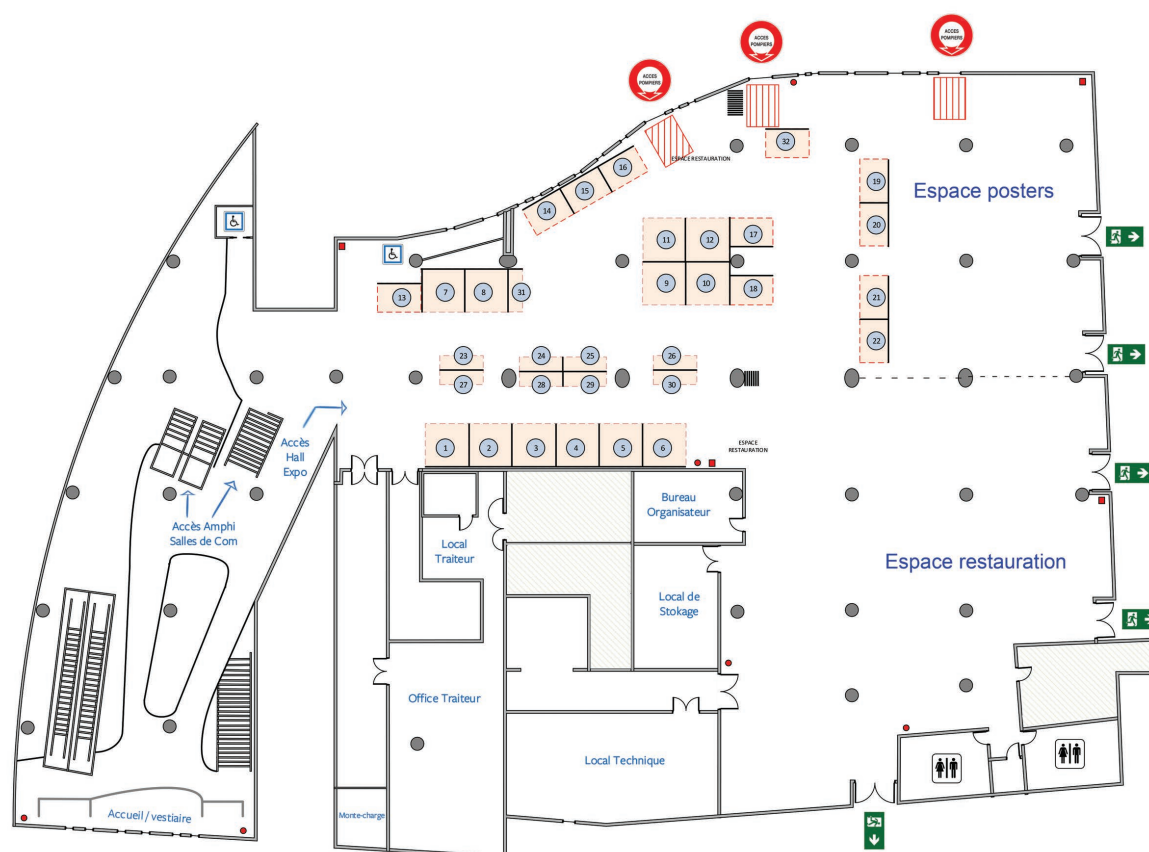 ACCES
POMPIERS
ACCES
POMPIERS
ACCES
POMPIERS
32
ESPACE RESTAURATION
16
15
14
19
20
Espace posters
11
12
17
9
10
18
13
7
8
31
21
22
23
24
25
26
27
28
29
30
Accès
Hall
Expo
1
2
3
4
5
6
ESPACE
RESTAURATION
Accès Amphi
Salles de Com
Local
Traiteur
Bureau
Organisateur
Espace restauration
Local de
Stokage
Office Traiteur
Local Technique
Accueil / vestiaire
Monte-charge